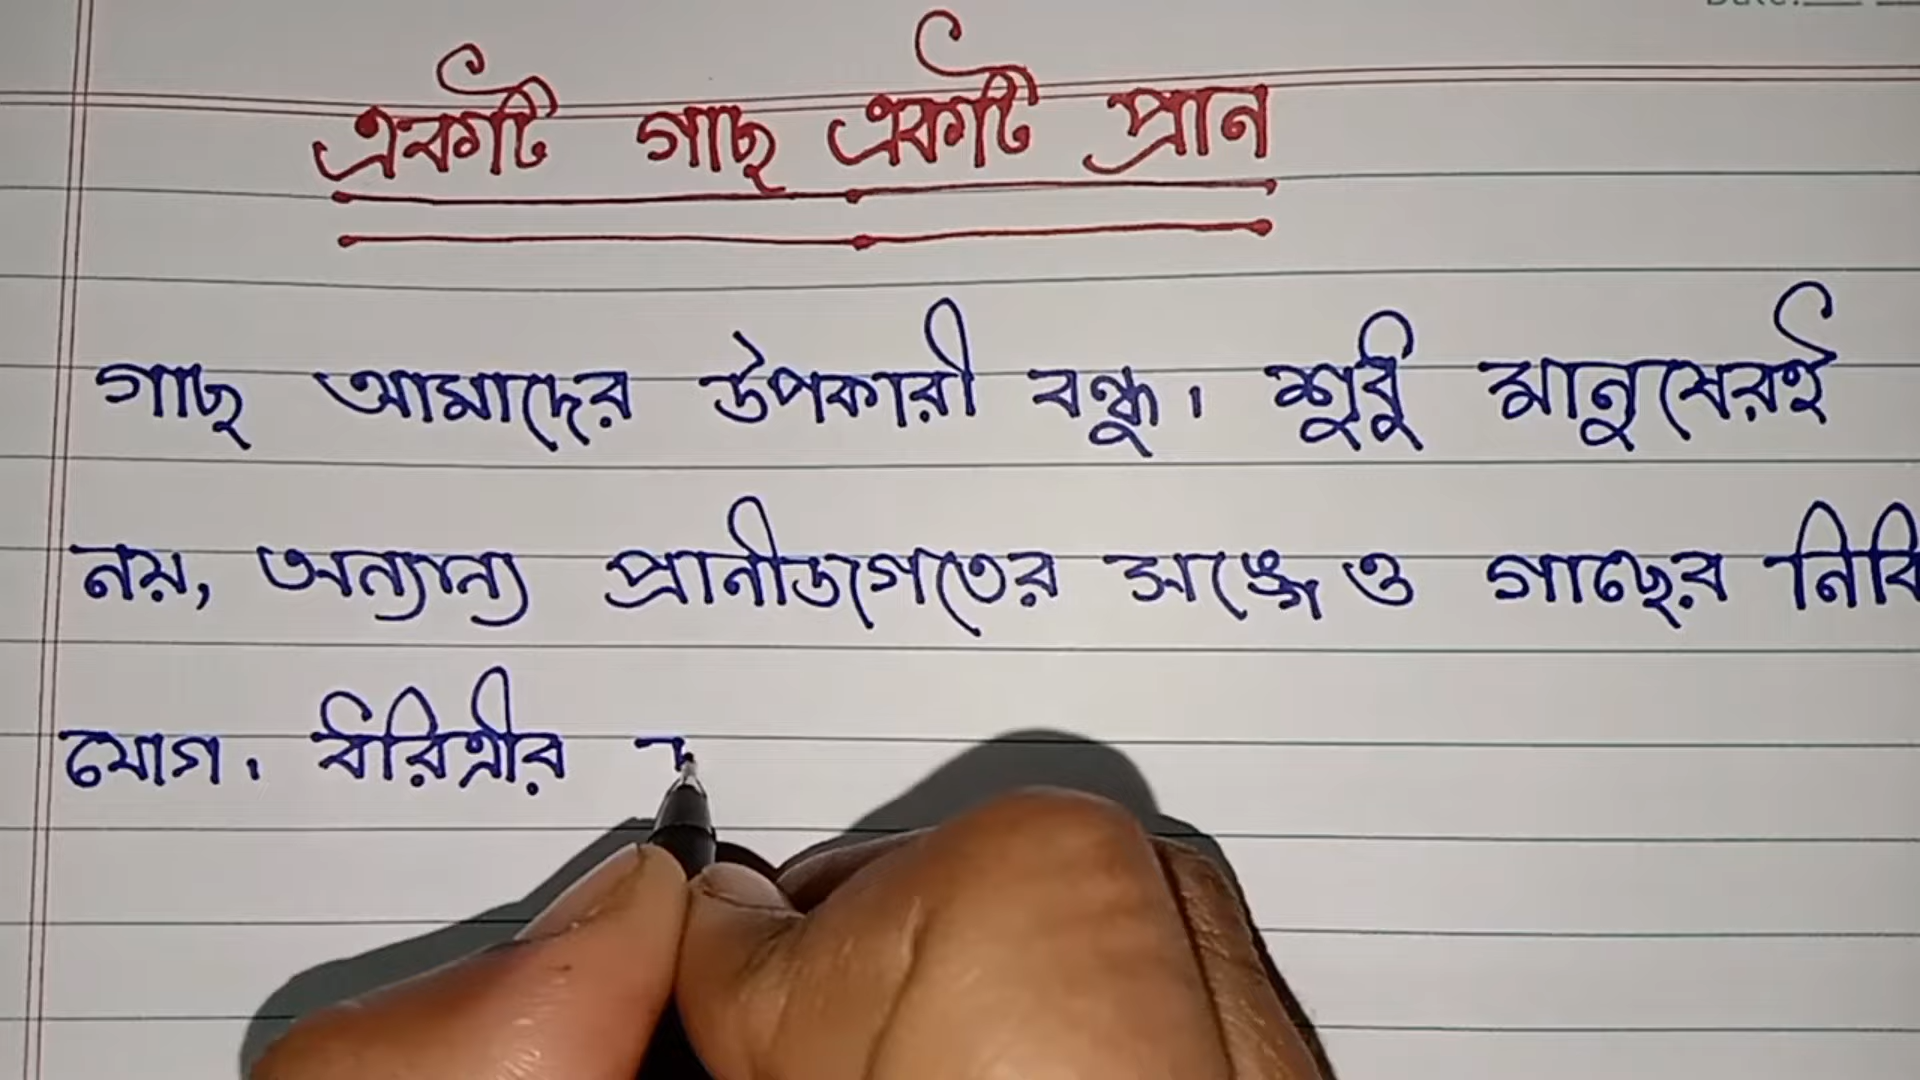 একটি গাছ একটি প্রান
গাছ আমাদের উপকারী বন্ধু। শুধু মানুষেরই
নয়, অন্যান্য প্রানীজগতের সঙ্গেও গাছের
যোগ। ধরিত্রীর